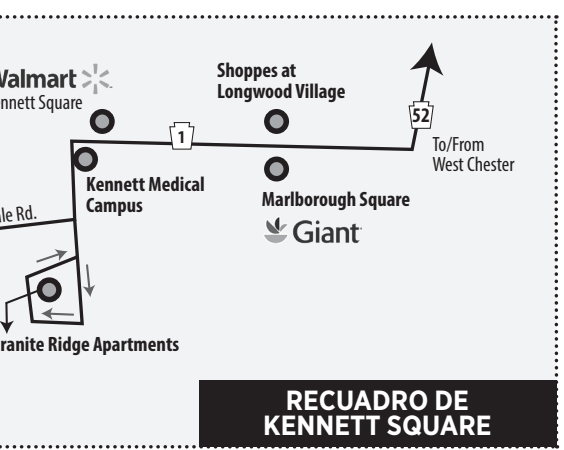 Walmart
Kennett Square
Shoppes at
Longwood Village
52
1
To/From
West Chester
Kennett Medical
Campus
Marlborough Square
Giant
le Rd.
ranite Ridge Apartments
RECUADRO DE
KENNETT SQUARE